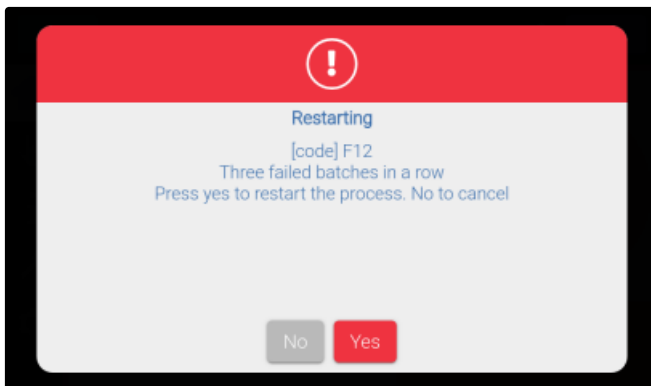 Restarting
[code] F12
Three failed batches in a row
Press yes to restart the process. No to cancel
No
Yes